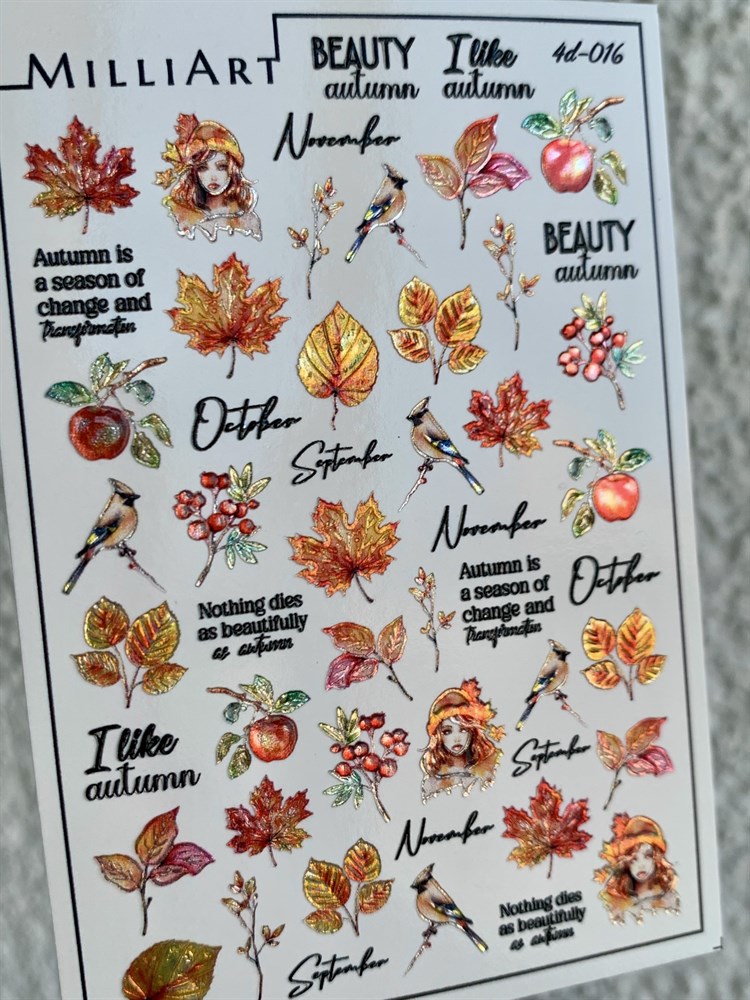 MILLIART
BEAUTY
autumn
I like
autumn
4d-016
November
BEAUTY
autumn
Autumn is
a season of
change and
transformation
October
September
November
Autumn is
a season of
change and
transformation
October
Nothing dies
as beautifully
as autumn
I like
autumn
September
November
Nothing dies
as beautifully
as autumn
September